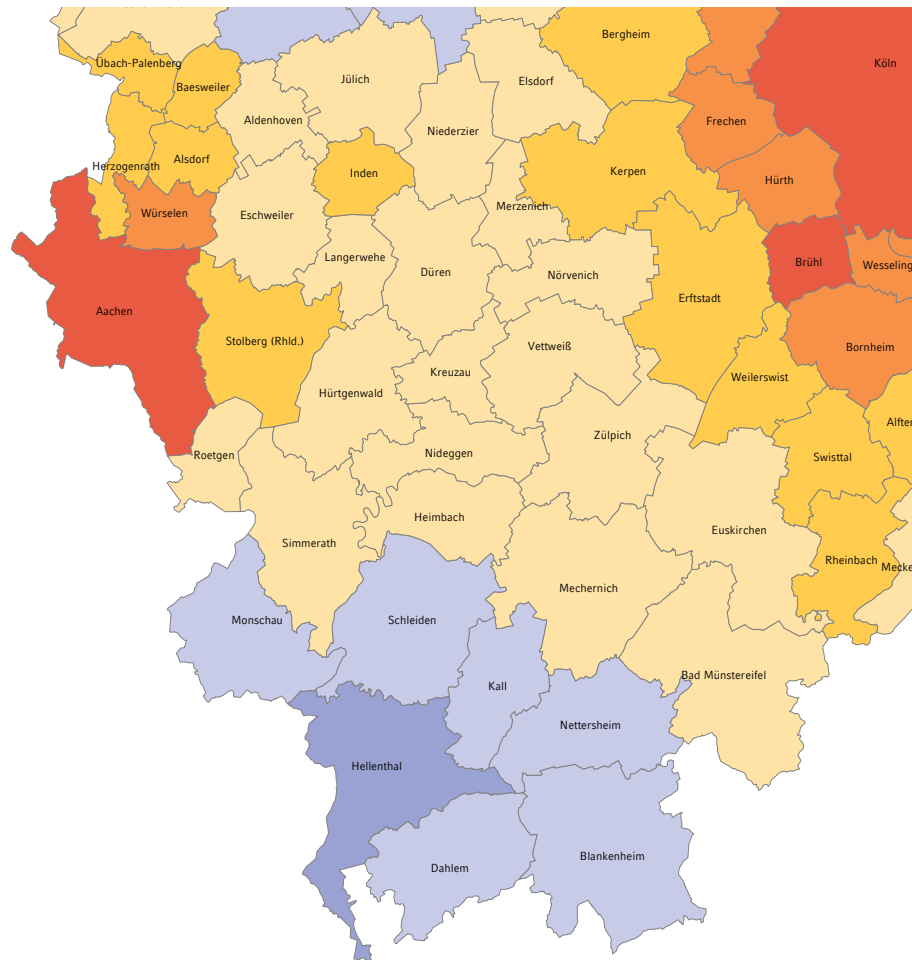 Bergheim
Übach-Palenberg
Köln
Baesweiler
Jülich
Elsdorf
Aldenhoven
Frechen
Niederzier
Alsdorf
Herzogenrath
Inden
Kerpen
Hürth
Würselen
Eschweiler
Merzenich
Langerwehe
Düren
Nörvenich
Brühl
Wesseling
Erftstadt
Aachen
Stolberg (Rhld.)
Vettweiß
Bornheim
Kreuzau
Weilerswist
Hürtgenwald
Alfter
Zülpich
Roetgen
Nideggen
Swisttal
Heimbach
Euskirchen
Simmerath
Rheinbach
Mecke
Mechernich
Monschau
Schleiden
Bad Münstereifel
Kall
Nettersheim
Hellenthal
Blankenheim
Dahlem